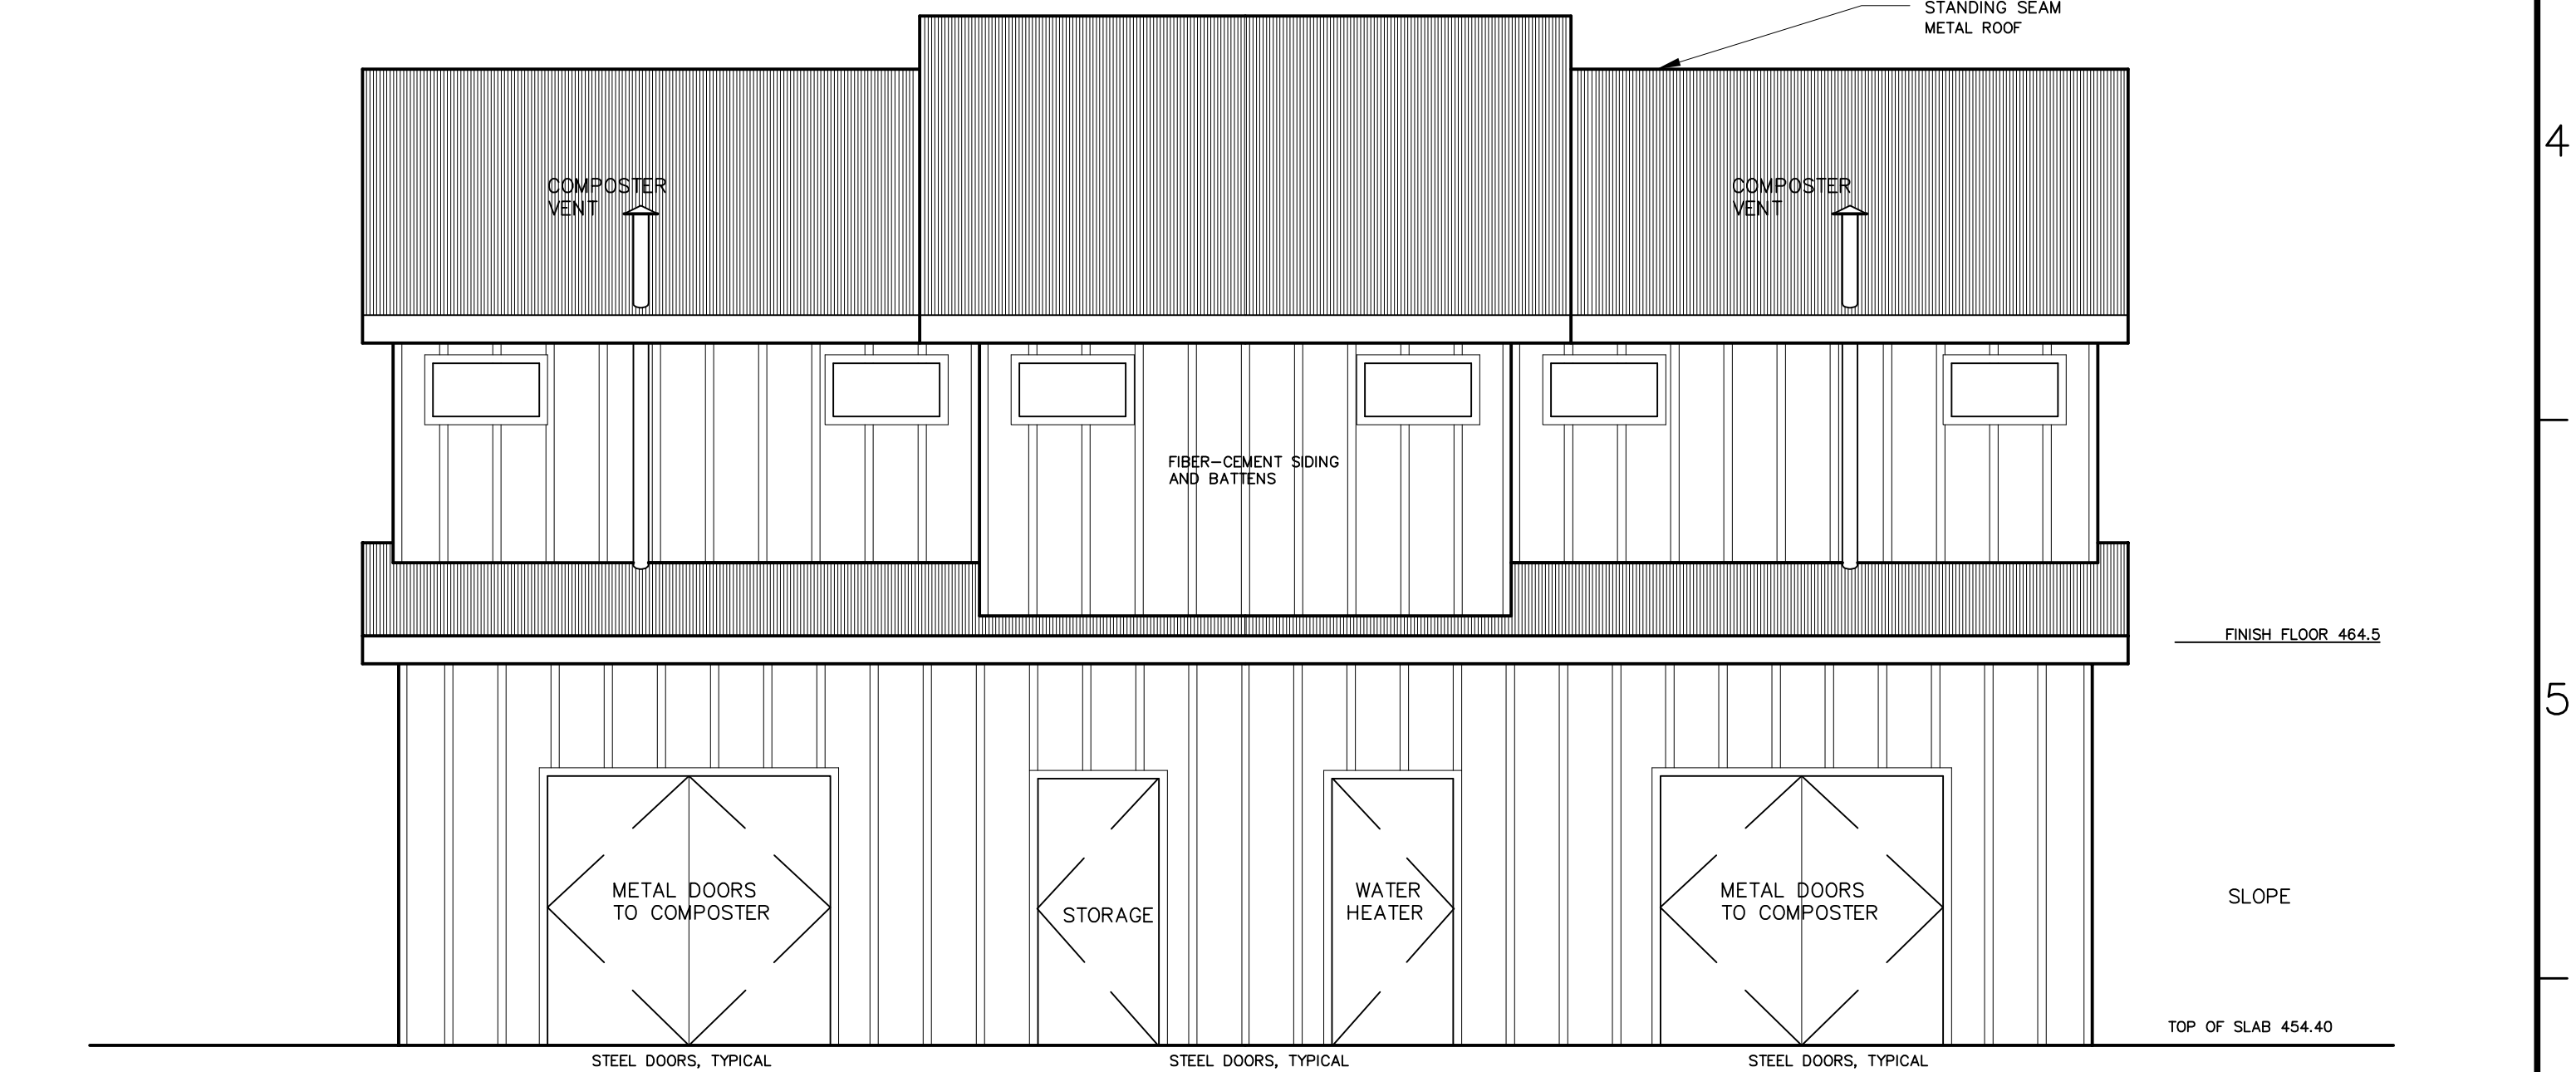 STANDING SEAM
METAL ROOF
4
COMPOSTER
VENT
COMPOSTER
VENT
FIBER-CEMENT SIDING
AND BATTENS
FINISH FLOOR 464.5
5
METAL DOORS
TO COMPOSTER
STORAGE
WATER
HEATER
METAL DOORS
TO COMPOSTER
SLOPE
TOP OF SLAB 454.40
STEEL DOORS, TYPICAL
STEEL DOORS, TYPICAL
STEEL DOORS, TYPICAL